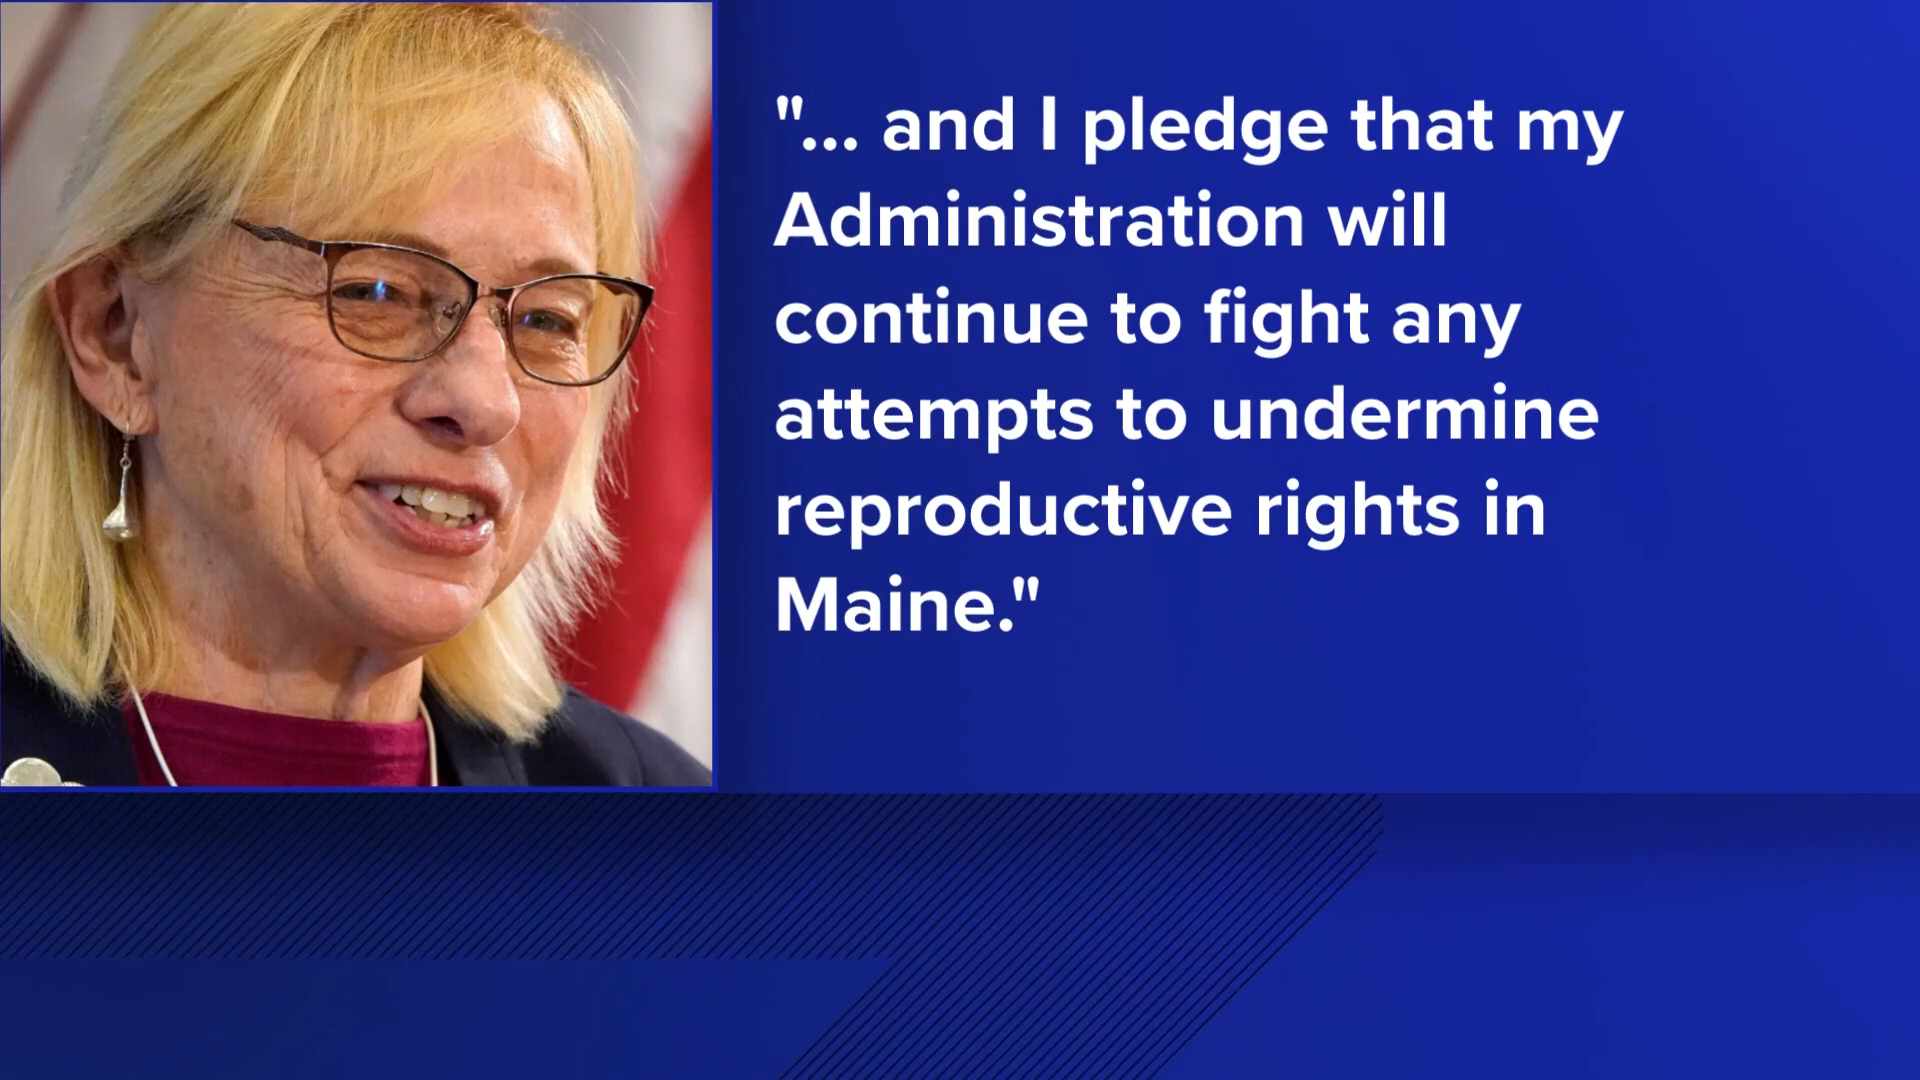 "... and I pledge that my
Administration will
continue to fight any
attempts to undermine
reproductive rights in
Maine."